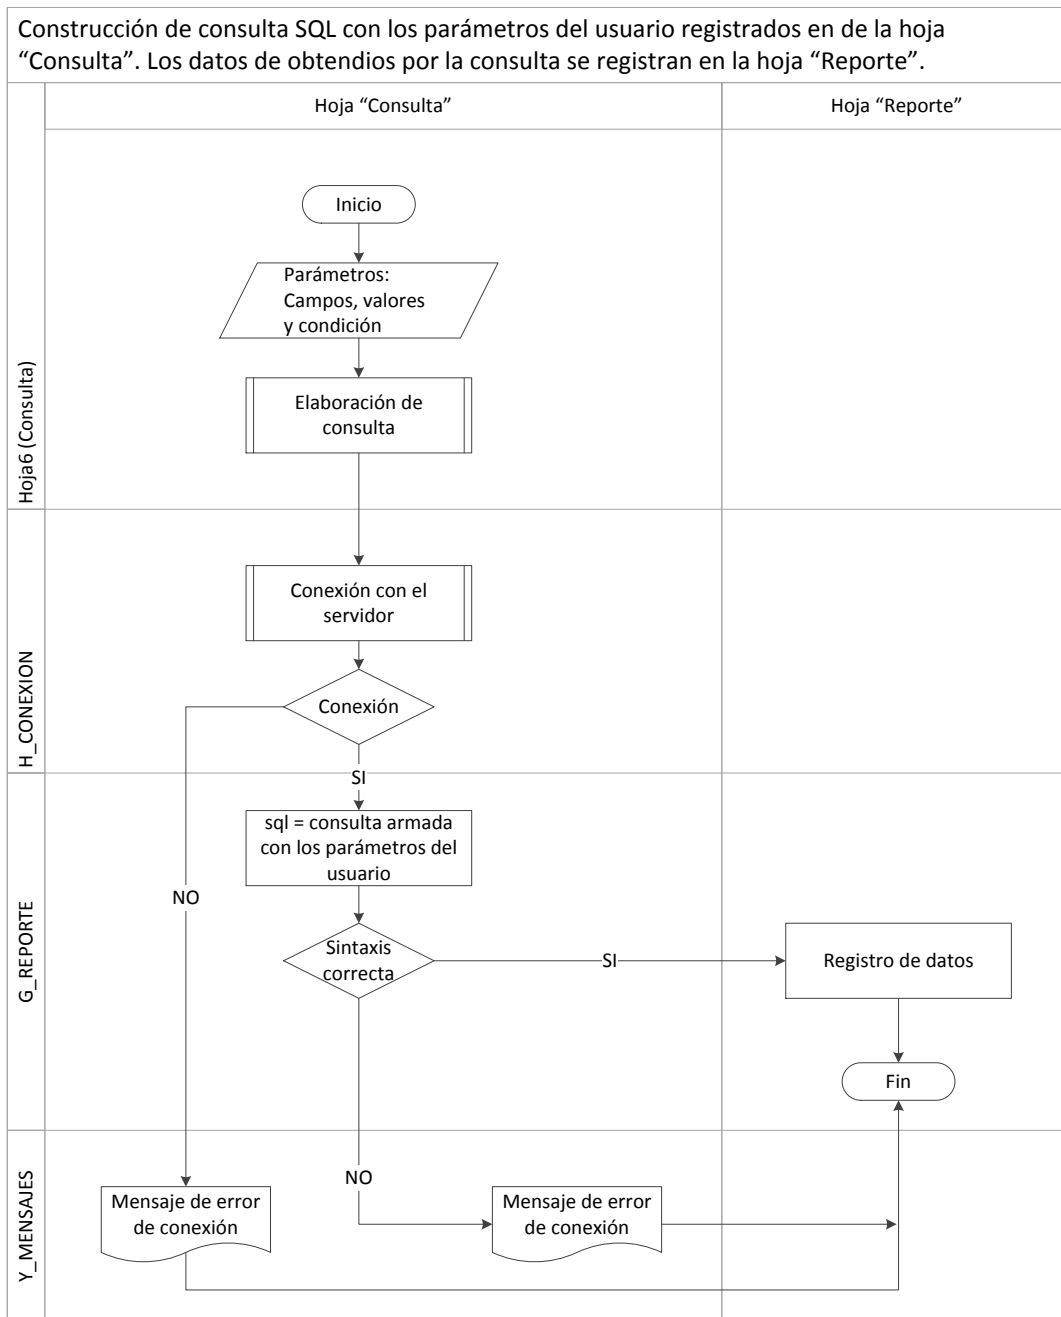 Construcción de consulta SQL con los parámetros del usuario registrados en de la hoja
“Consulta”. Los datos de obtendios por la consulta se registran en la hoja “Reporte”.
Hoja “Consulta”
Hoja “Reporte”
Hoja6 (Consulta)
Inicio
Parámetros:
Campos, valores
y condición
Elaboración de
consulta
H_CONEXION
Conexión con el
servidor
Conexión
SI
G_REPORTE
sql = consulta armada
con los parámetros del
usuario
NO
Sintaxis
correcta
SI
Registro de datos
Fin
Y_MENSAJES
NO
Mensaje de error
de conexión
Mensaje de error
de conexión